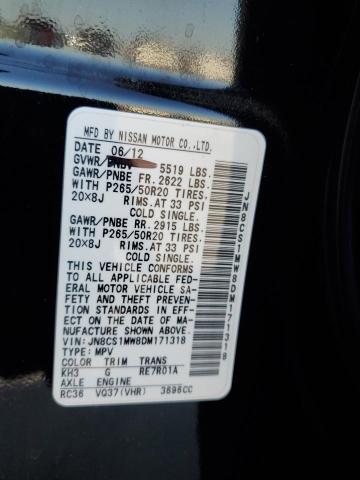 MFD BY NISSAN MOTOR CO.,LTD.
DATE 06/12
GVWR/PNBV 5519 LBS.
GAWR/PNBE FR. 2622 LBS.
WITH P265/50R20 TIRES.
20X8J RIMS. AT 33 PSI
COLD SINGLE.
GAWR/PNBE RR. 2915 LBS.
WITH P265/50R20 TIRES.
20X8J RIMS. AT 33 PSI
COLD SINGLE.
THIS VEHICLE CONFORMS
TO ALL APPLICABLE FED-
ERAL MOTOR VEHICLE SA-
FETY AND THEFT PREVEN-
TION STANDARDS IN EFF-
ECT ON THE DATE OF MA-
NUFACTURE SHOWN ABOVE.
VIN: JN8CS1MW8DM171318
TYPE: MPV
COLOR TRIM TRANS
KH3 G RE7R01A
AXLE ENGINE
RC36 VQ37(VHR) 3696CC
JN8CS1MW8DM171318